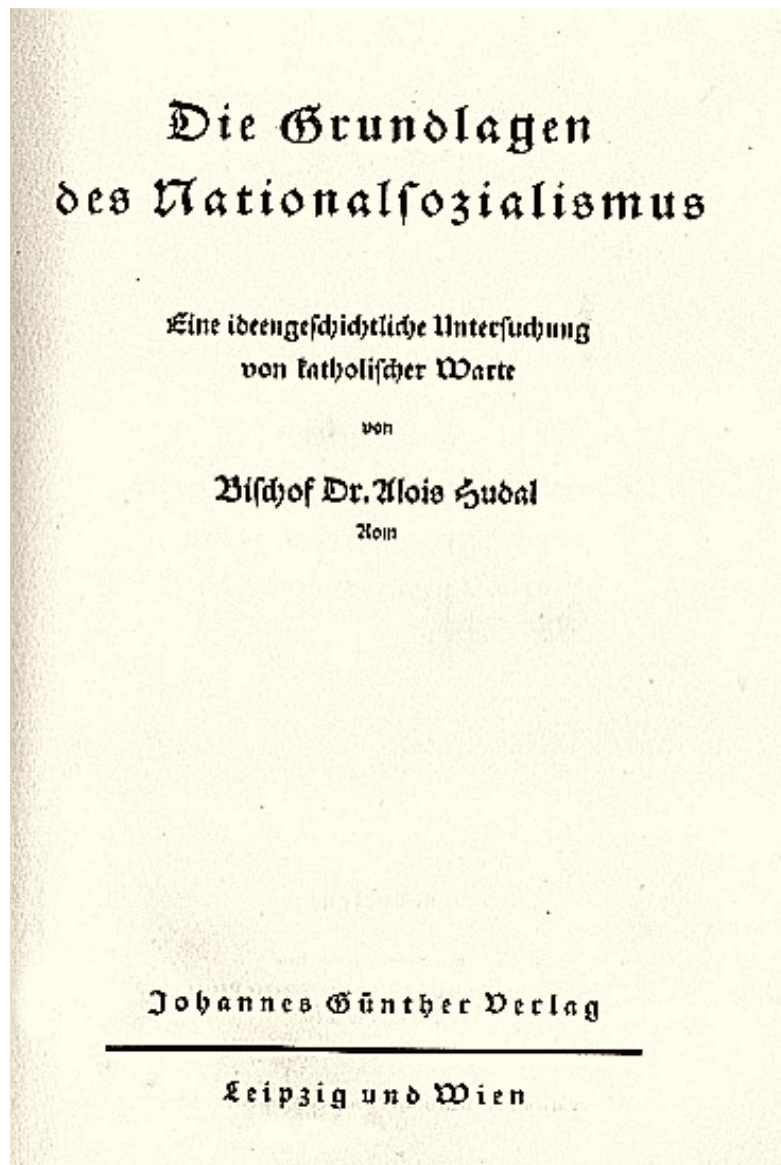 Die Grundlagen
des Nationalſozialismus
Eine ideengeſchichtliche Unterſuchung
von katholiſcher Warte
von
Biſchof Dr. Alois Hudal
Rom
Johannes Günther Verlag
Leipzig und Wien